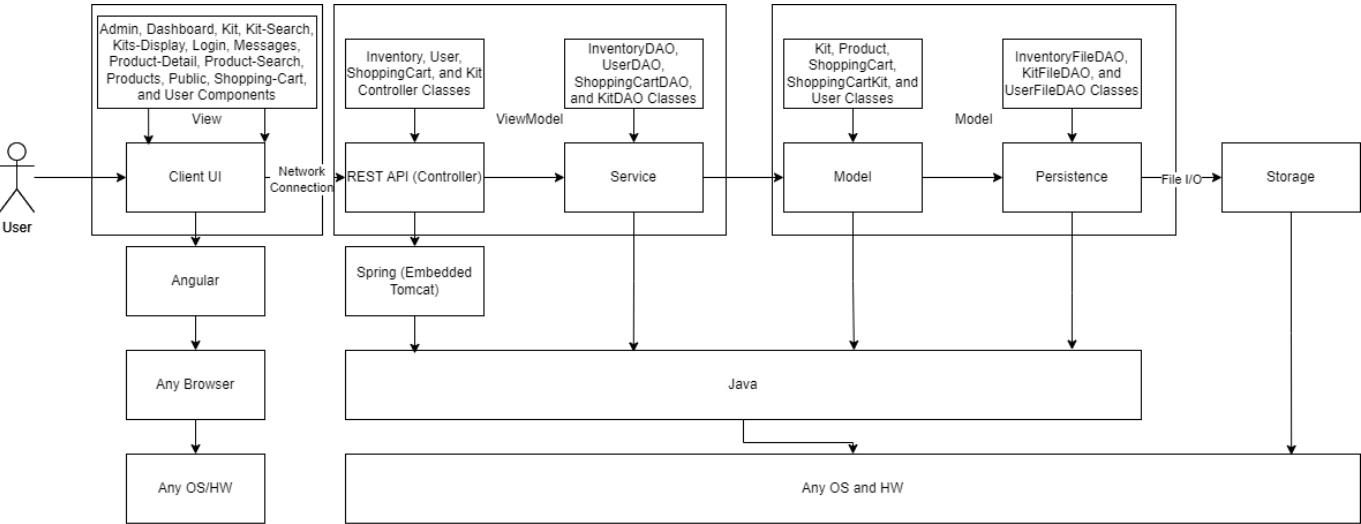 Admin, Dashboard, Kit, Kit-Search,
Kits-Display, Login, Messages,
Product-Detail, Product-Search,
Products, Public, Shopping-Cart,
and User Components
View
Inventory, User,
ShoppingCart, and Kit
Controller Classes
InventoryDAO,
UserDAO,
ShoppingCartDAO,
and KitDAO Classes
ViewModel
Kit, Product,
ShoppingCart,
ShoppingCartKit, and
User Classes
InventoryFileDAO,
KitFileDAO, and
UserFileDAO Classes
Model
User
Client UI
Network
Connection
REST API (Controller)
Service
Model
Persistence
File I/O
Storage
Angular
Spring (Embedded
Tomcat)
Any Browser
Java
Any OS/HW
Any OS and HW